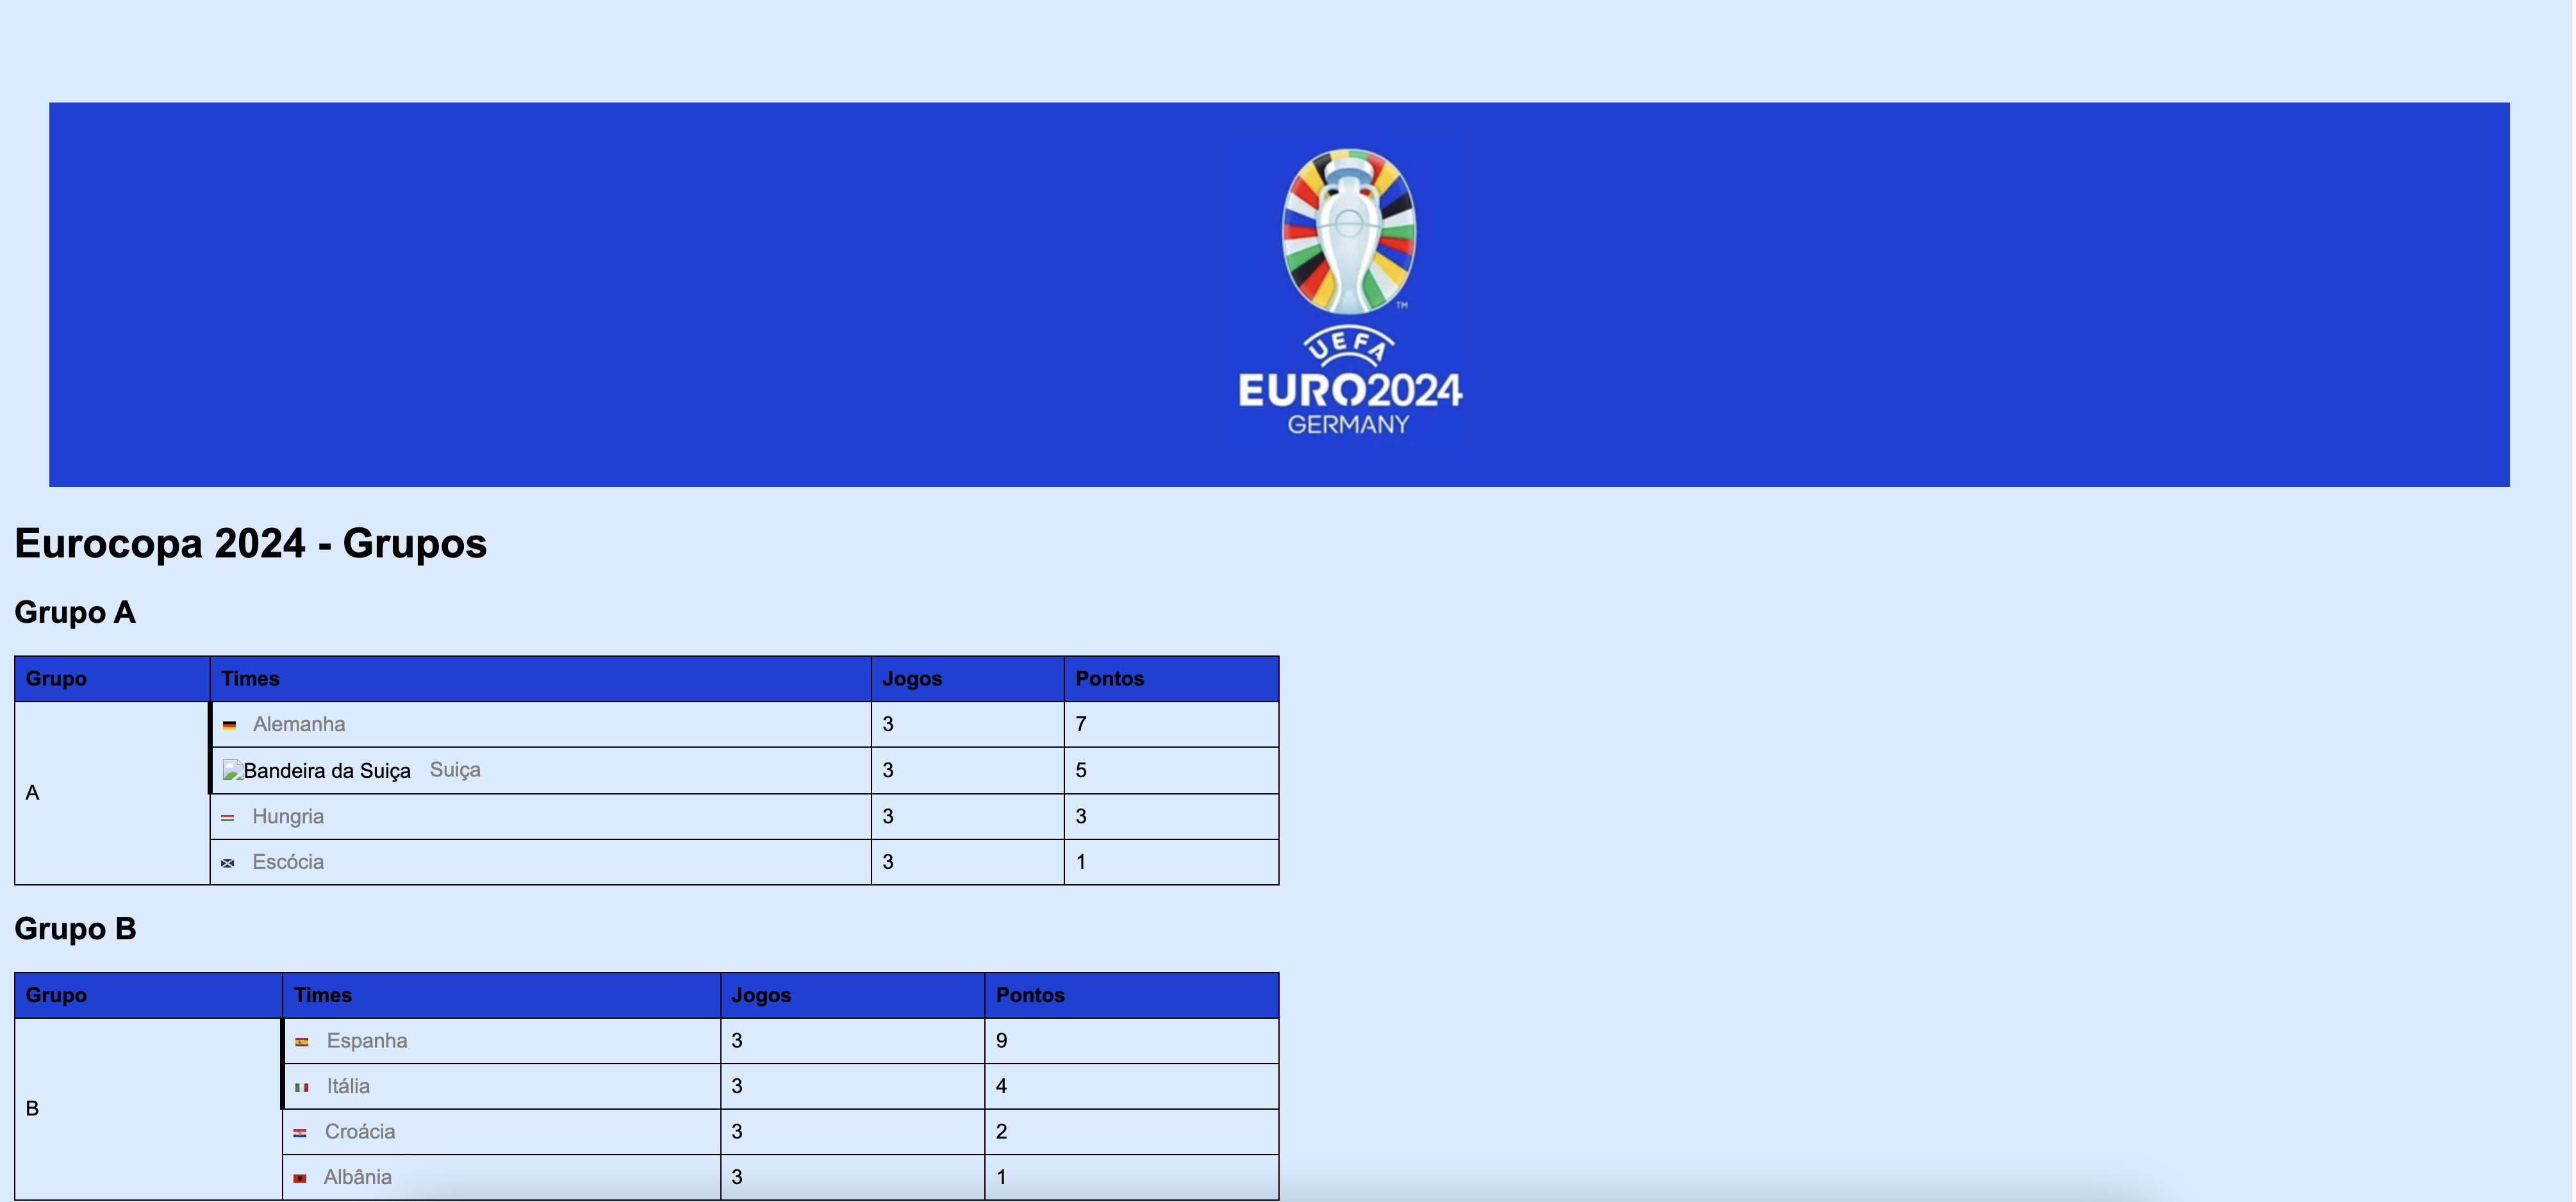 TM
UEFA
EURO2024
GERMANY
Eurocopa 2024 - Grupos
Grupo A
Grupo Times Jogos Pontos
Alemanha 3 7
Bandeira da Suiça Suiça 3 5
A
Hungria 3 3
Escócia 3 1
Grupo B
Grupo Times Jogos Pontos
Espanha 3 9
Itália 3 4
B
Croácia 3 2
Albânia 3 1